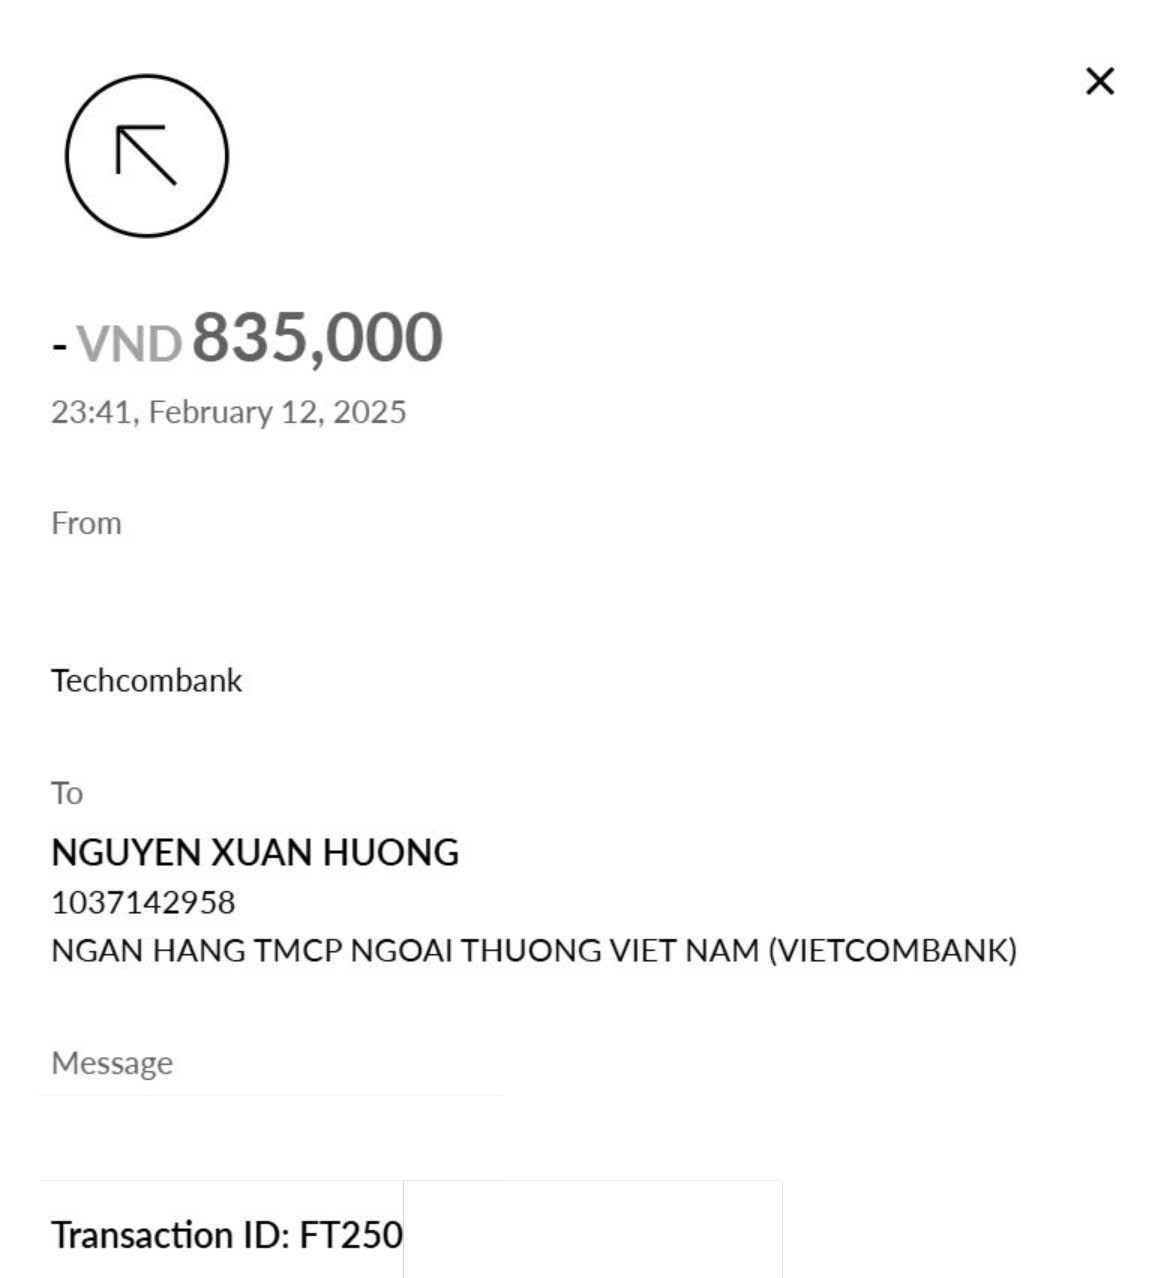 - VND 835,000
23:41, February 12, 2025
From
Techcombank
To
NGUYEN XUAN HUONG
1037142958
NGAN HANG TMCP NGOAI THUONG VIET NAM (VIETCOMBANK)
Message
Transaction ID: FT250